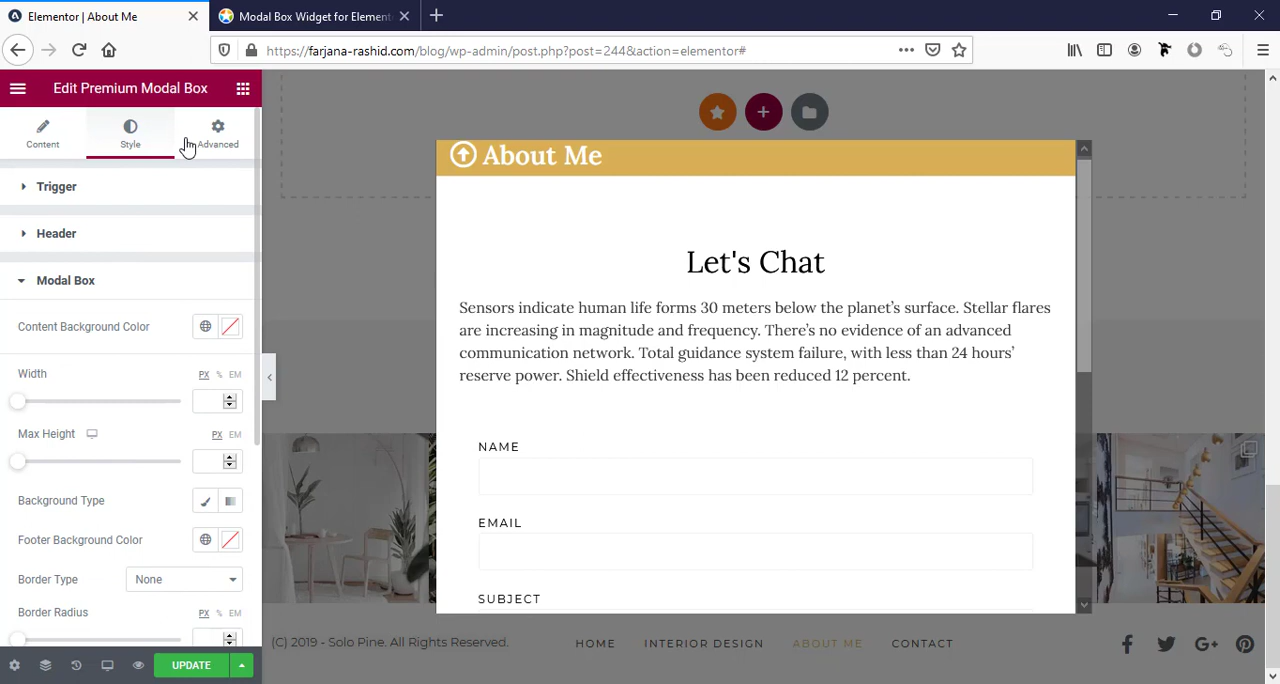 Elementor | About Me
Modal Box Widget for Element
https://farjana-rashid.com/blog/wp-admin/post.php?post=244&action=elementor#
Edit Premium Modal Box
Content
Style
Advanced
Trigger
Header
Modal Box
Content Background Color
Width
PX % EM
Max Height
PX EM
Background Type
Footer Background Color
Border Type
None
Border Radius
PX % EM
UPDATE
About Me
Let's Chat
Sensors indicate human life forms 30 meters below the planet’s surface. Stellar flares
are increasing in magnitude and frequency. There’s no evidence of an advanced
communication network. Total guidance system failure, with less than 24 hours’
reserve power. Shield effectiveness has been reduced 12 percent.
NAME
EMAIL
SUBJECT
(C) 2019 - Solo Pine. All Rights Reserved.
HOME
INTERIOR DESIGN
ABOUT ME
CONTACT